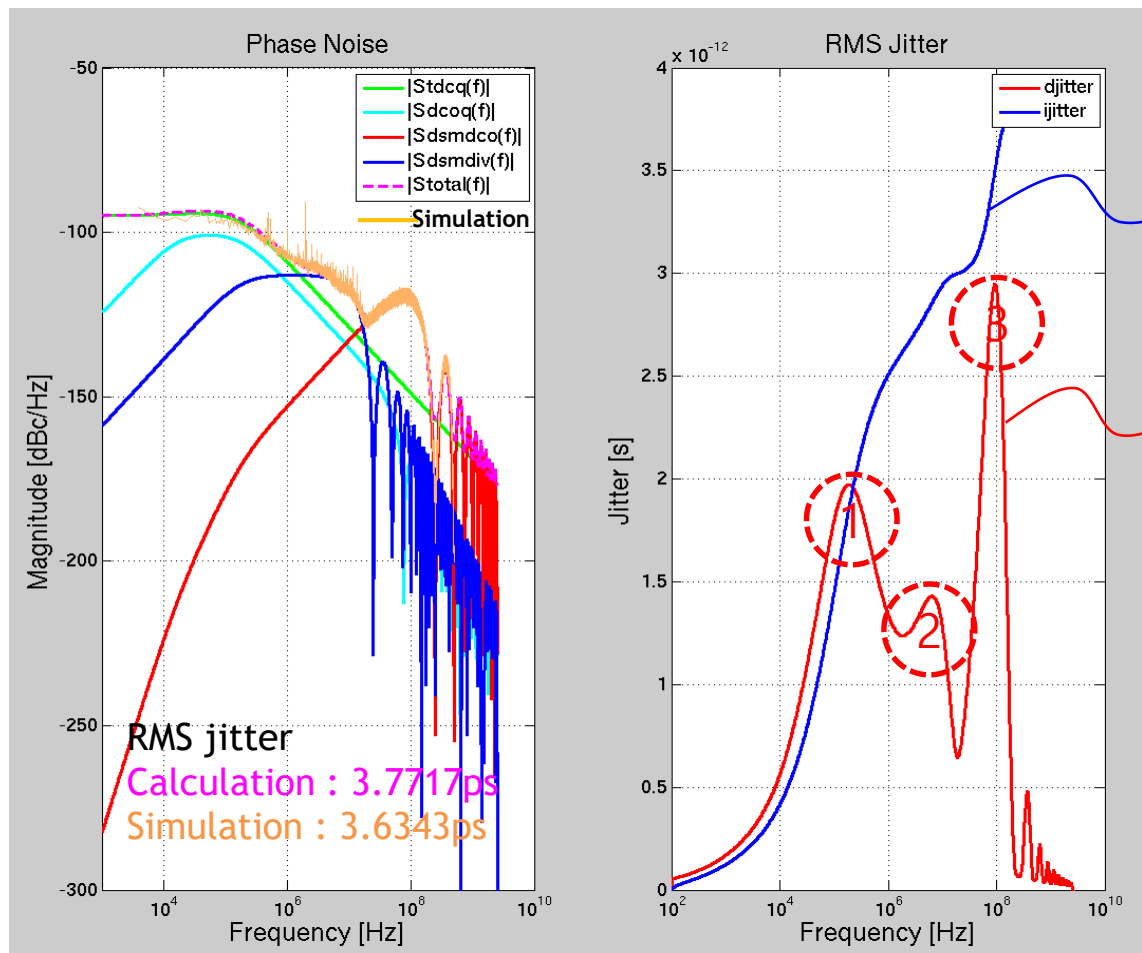 Phase Noise
-50
-100
-150
-200
-250
-300
Magnitude [dBc/Hz]
|Stdcq(f)|
|Sdcoq(f)|
|Sdsmdco(f)|
|Sdsmdiv(f)|
|Stotal(f)|
Simulation
RMS jitter
Calculation : 3.7717ps
Simulation : 3.6343ps
10^4
10^6
10^8
10^10
Frequency [Hz]
RMS Jitter
x 10^-12
4
3.5
3
2.5
2
1.5
1
0.5
0
Jitter [s]
djitter
ijitter
1
2
3
10^2
10^4
10^6
10^8
10^10
Frequency [Hz]